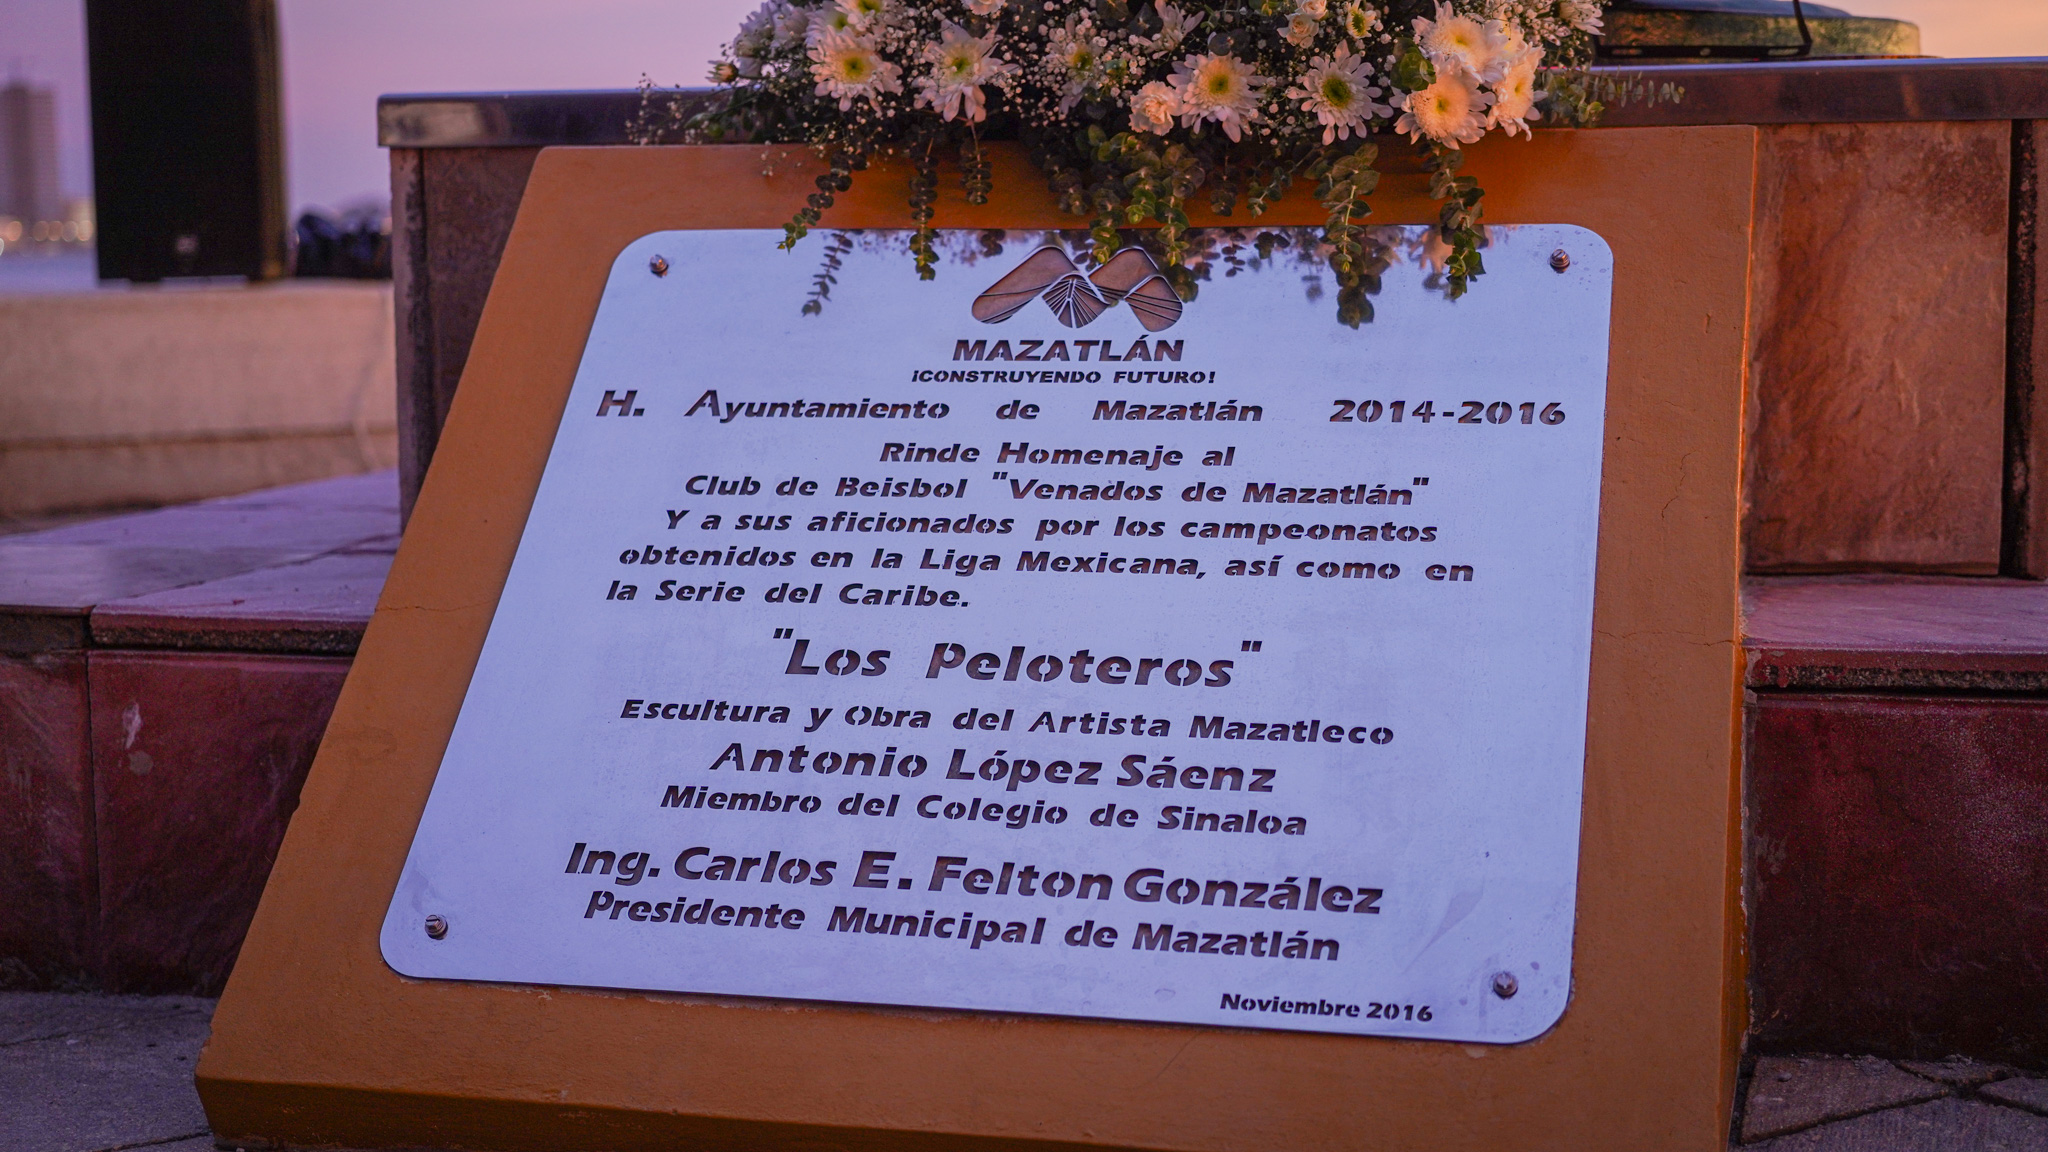 MAZATLÁN
¡CONSTRUYENDO FUTURO!
H. Ayuntamiento de Mazatlán 2014-2016
Rinde Homenaje al
Club de Beisbol "Venados de Mazatlán"
Y a sus aficionados por los campeonatos
obtenidos en la Liga Mexicana, así como en
la Serie del Caribe.
"Los Peloteros"
Escultura y Obra del Artista Mazatleco
Antonio López Sáenz
Miembro del Colegio de Sinaloa
Ing. Carlos E. Felton González
Presidente Municipal de Mazatlán
Noviembre 2016